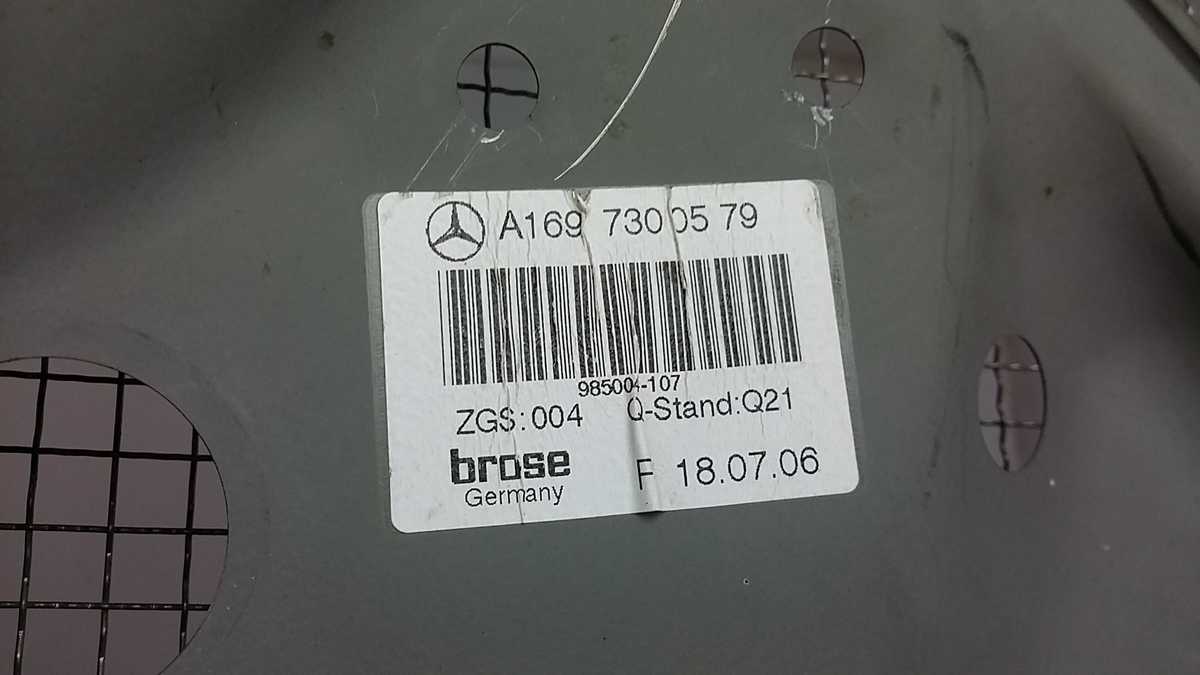 A169 730 05 79
985004-107
ZGS:004 Q-Stand:Q21
brose F 18.07.06
Germany